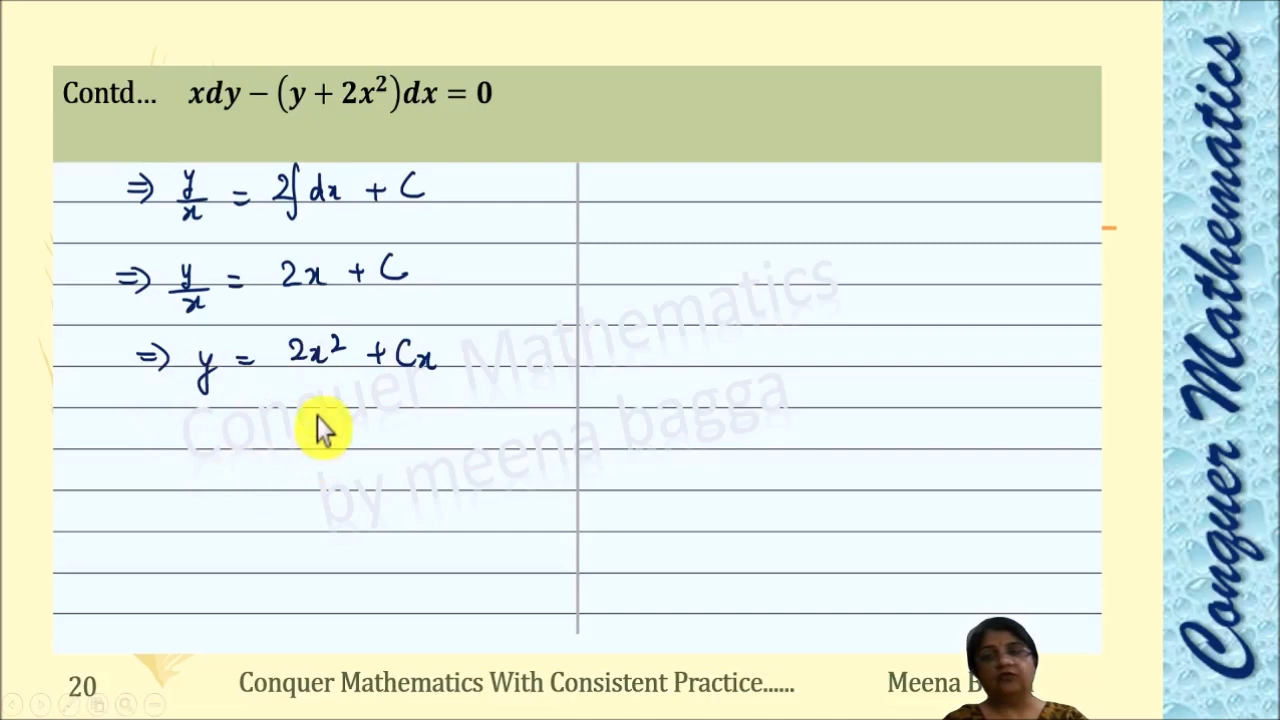 Contd... xdy − (y + 2x²)dx = 0
⇒ y/x = 2∫dx + C
⇒ y/x = 2x + C
⇒ y = 2x² + Cx
Conquer Mathematics
by meena bagga
20 Conquer Mathematics With Consistent Practice...... Meena
Conquer Mathematics